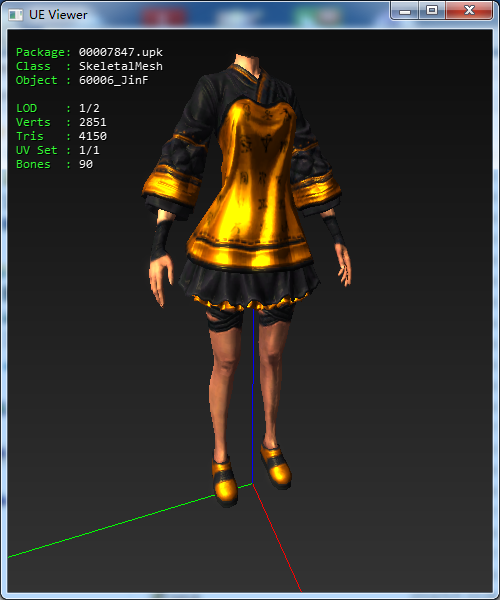 UE Viewer
Package: 00007847.upk
Class : SkeletalMesh
Object : 60006_JinF
LOD : 1/2
Verts : 2851
Tris : 4150
UV Set : 1/1
Bones : 90